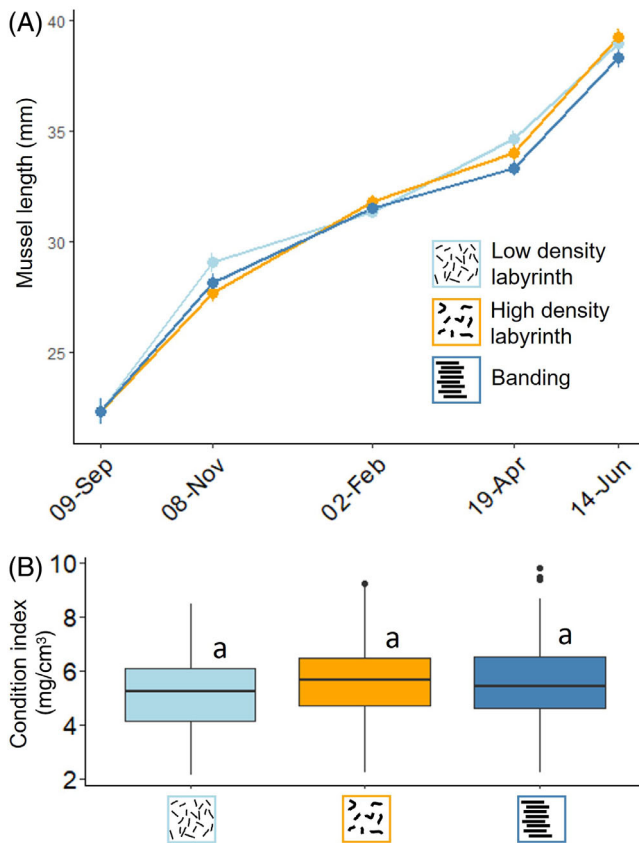 (A)
Mussel length (mm)
40
35
30
25
Low density
labyrinth
High density
labyrinth
Banding
09-Sep
08-Nov
02-Feb
19-Apr
14-Jun
(B)
Condition index
(mg/cm³)
10
8
6
4
2
a
a
a